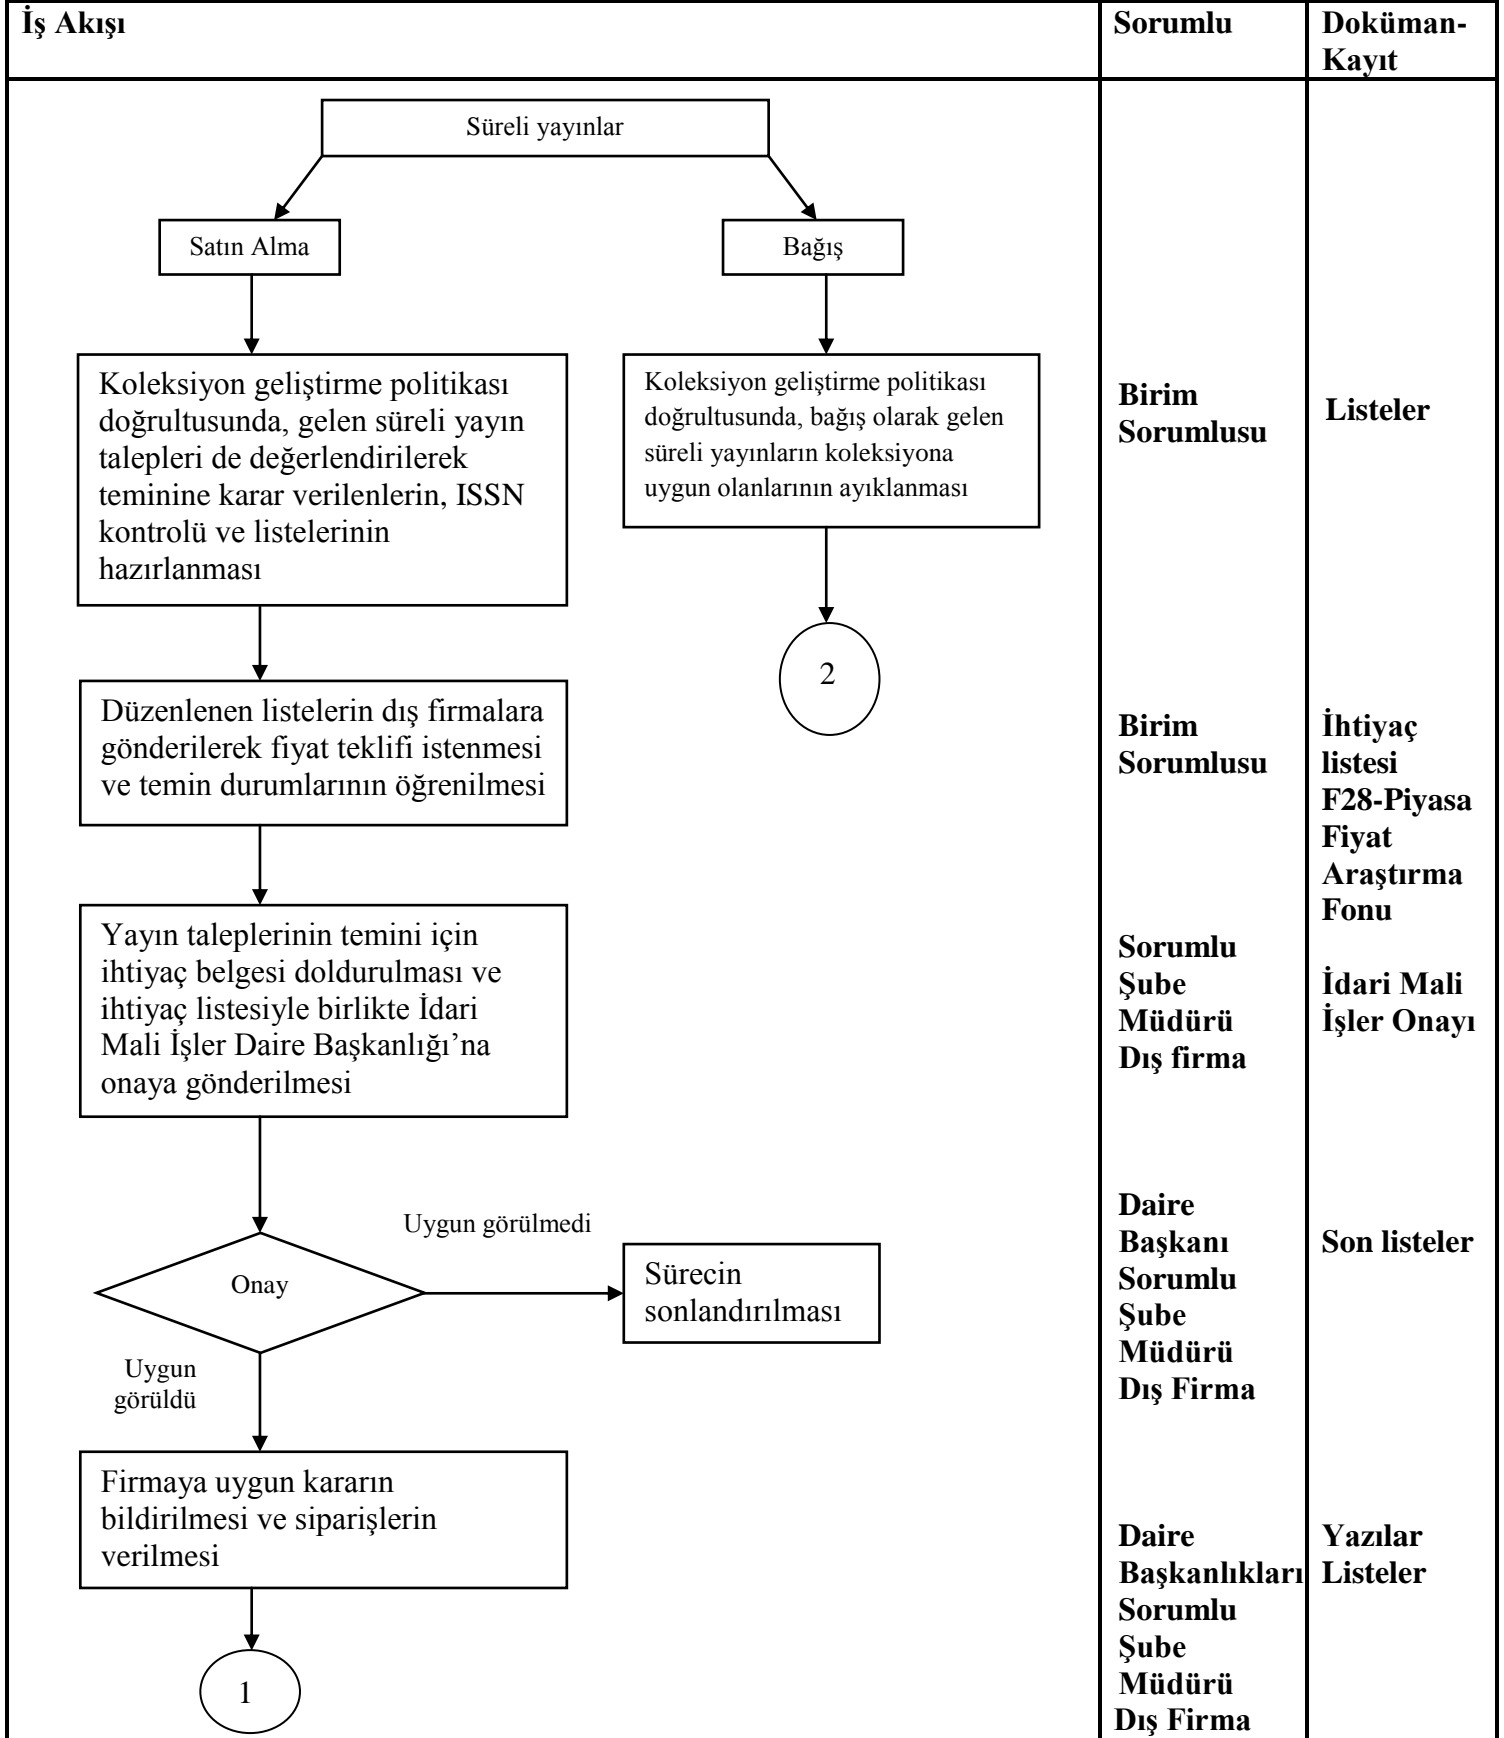 İş Akışı
Sorumlu
Doküman-
Kayıt
Süreli yayınlar
Satın Alma
Bağış
Koleksiyon geliştirme politikası
doğrultusunda, gelen süreli yayın
talepleri de değerlendirilerek
teminine karar verilenlerin, ISSN
kontrolü ve listelerinin
hazırlanması
Koleksiyon geliştirme politikası
doğrultusunda, bağış olarak gelen
süreli yayınların koleksiyona
uygun olanlarının ayıklanması
Birim
Sorumlusu
Listeler
2
Düzenlenen listelerin dış firmalara
gönderilerek fiyat teklifi istenmesi
ve temin durumlarının öğrenilmesi
Birim
Sorumlusu
İhtiyaç
listesi
F28-Piyasa
Fiyat
Araştırma
Fonu
Yayın taleplerinin temini için
ihtiyaç belgesi doldurulması ve
ihtiyaç listesiyle birlikte İdari
Mali İşler Daire Başkanlığı’na
onaya gönderilmesi
Sorumlu
Şube
Müdürü
Dış firma
İdari Mali
İşler Onayı
Onay
Uygun görülmedi
Sürecin
sonlandırılması
Daire
Başkanı
Sorumlu
Şube
Müdürü
Dış Firma
Son listeler
Uygun
görüldü
Firmaya uygun kararın
bildirilmesi ve siparişlerin
verilmesi
Daire
Başkanlıkları
Sorumlu
Şube
Müdürü
Dış Firma
Yazılar
Listeler
1